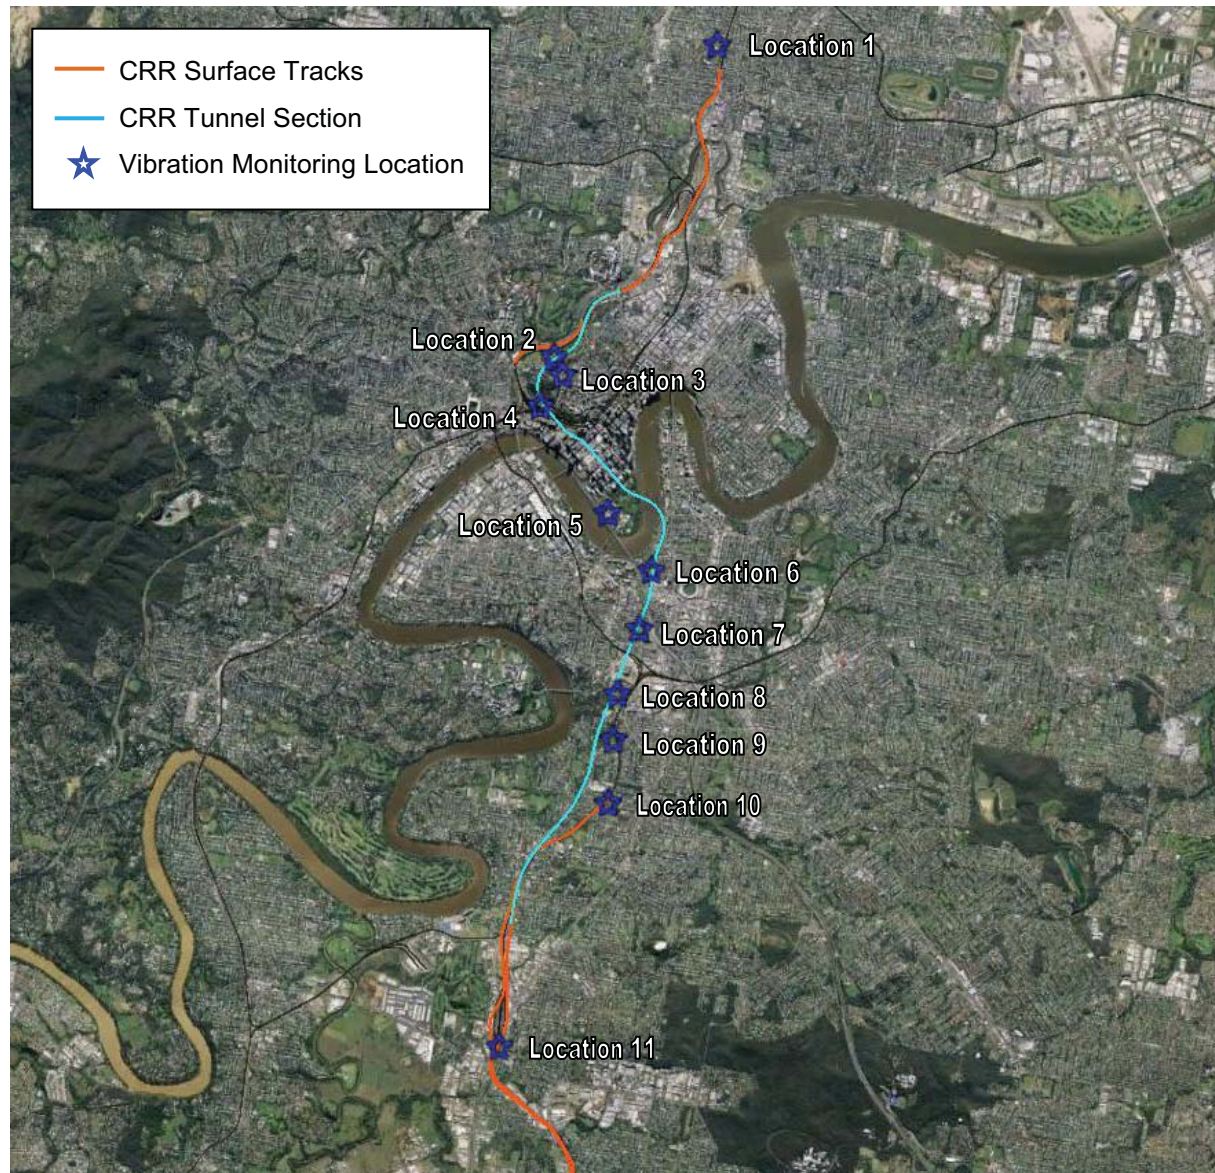 CRR Surface Tracks
CRR Tunnel Section
Vibration Monitoring Location
Location 1
Location 2
Location 3
Location 4
Location 5
Location 6
Location 7
Location 8
Location 9
Location 10
Location 11